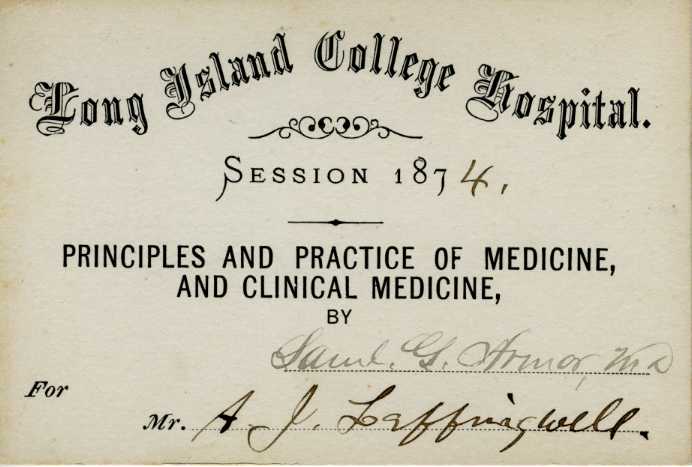 Long Island College Hospital.
SESSION 1874.
PRINCIPLES AND PRACTICE OF MEDICINE,
AND CLINICAL MEDICINE,
BY
Saml. G. Armor, MD
For
Mr. A. J. Leffingwell.